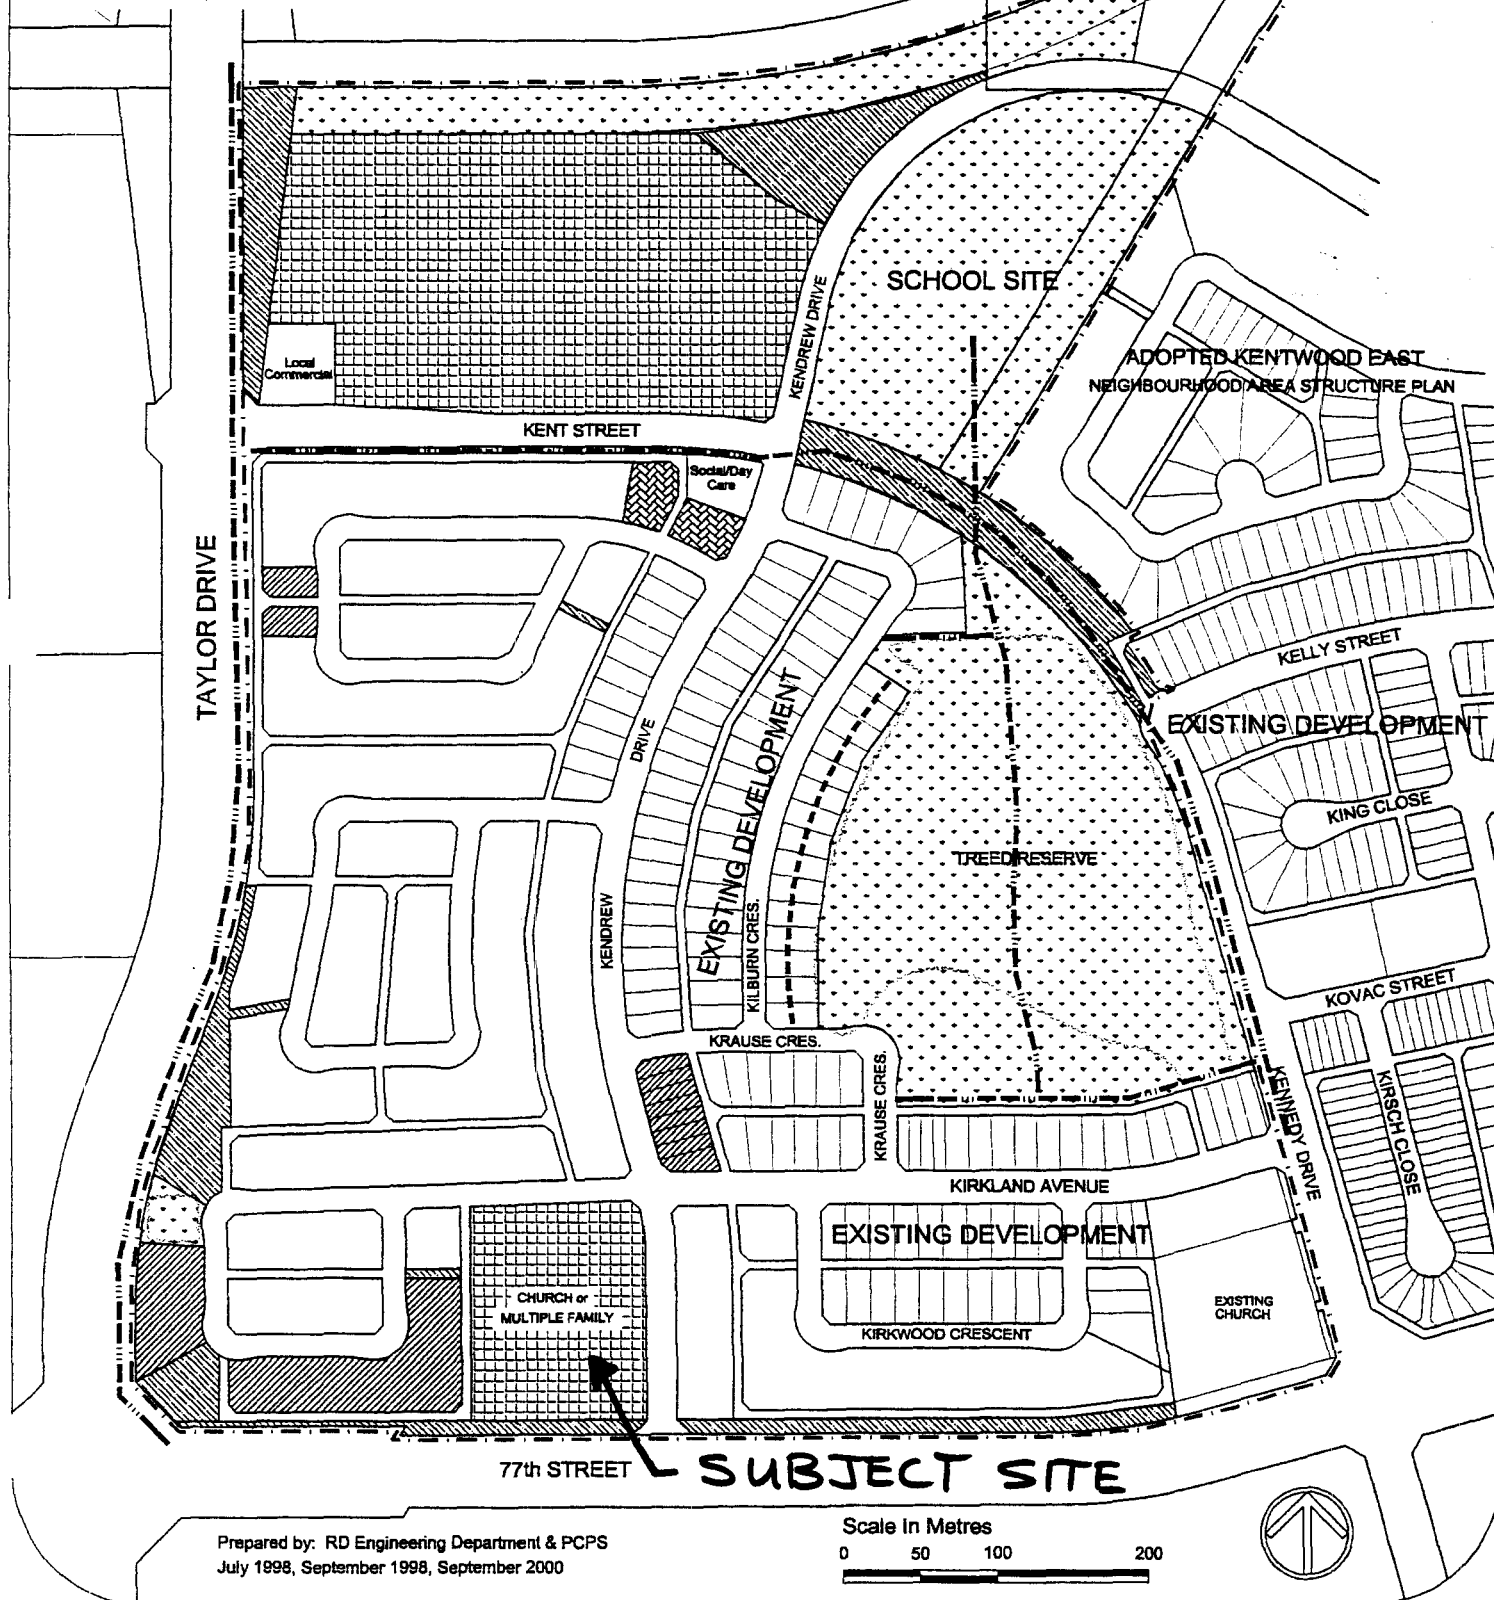 SCHOOL SITE
KENDREW DRIVE
ADOPTED KENTWOOD EAST
NEIGHBOURHOOD AREA STRUCTURE PLAN
Local
Commercial
KENT STREET
Social/Day
Care
TAYLOR DRIVE
KELLY STREET
EXISTING DEVELOPMENT
DRIVE
EXISTING DEVELOPMENT
KING CLOSE
TREED RESERVE
KENDREW
KILBURN CRES.
KOVAC STREET
KRAUSE CRES.
KRAUSE CRES.
KENNEDY DRIVE
KIRSCH CLOSE
KIRKLAND AVENUE
EXISTING DEVELOPMENT
CHURCH or
MULTIPLE FAMILY
EXISTING
CHURCH
KIRKWOOD CRESCENT
77th STREET
SUBJECT SITE
Prepared by: RD Engineering Department & PCPS
July 1998, September 1998, September 2000
Scale in Metres
0 50 100 200